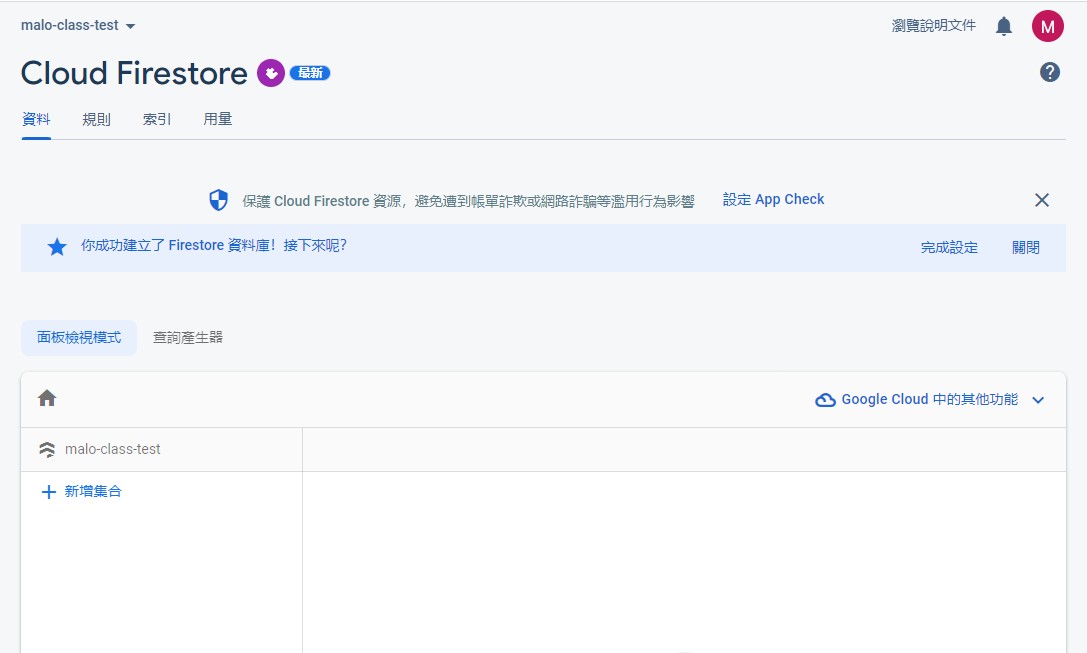 malo-class-test
瀏覽說明文件
M
Cloud Firestore
最新
?
資料
規則
索引
用量
保護 Cloud Firestore 資源，避免遭到帳單詐欺或網路詐騙等濫用行為影響
設定 App Check
你成功建立了 Firestore 資料庫！接下來呢？
完成設定
關閉
面板檢視模式
查詢產生器
Google Cloud 中的其他功能
malo-class-test
新增集合